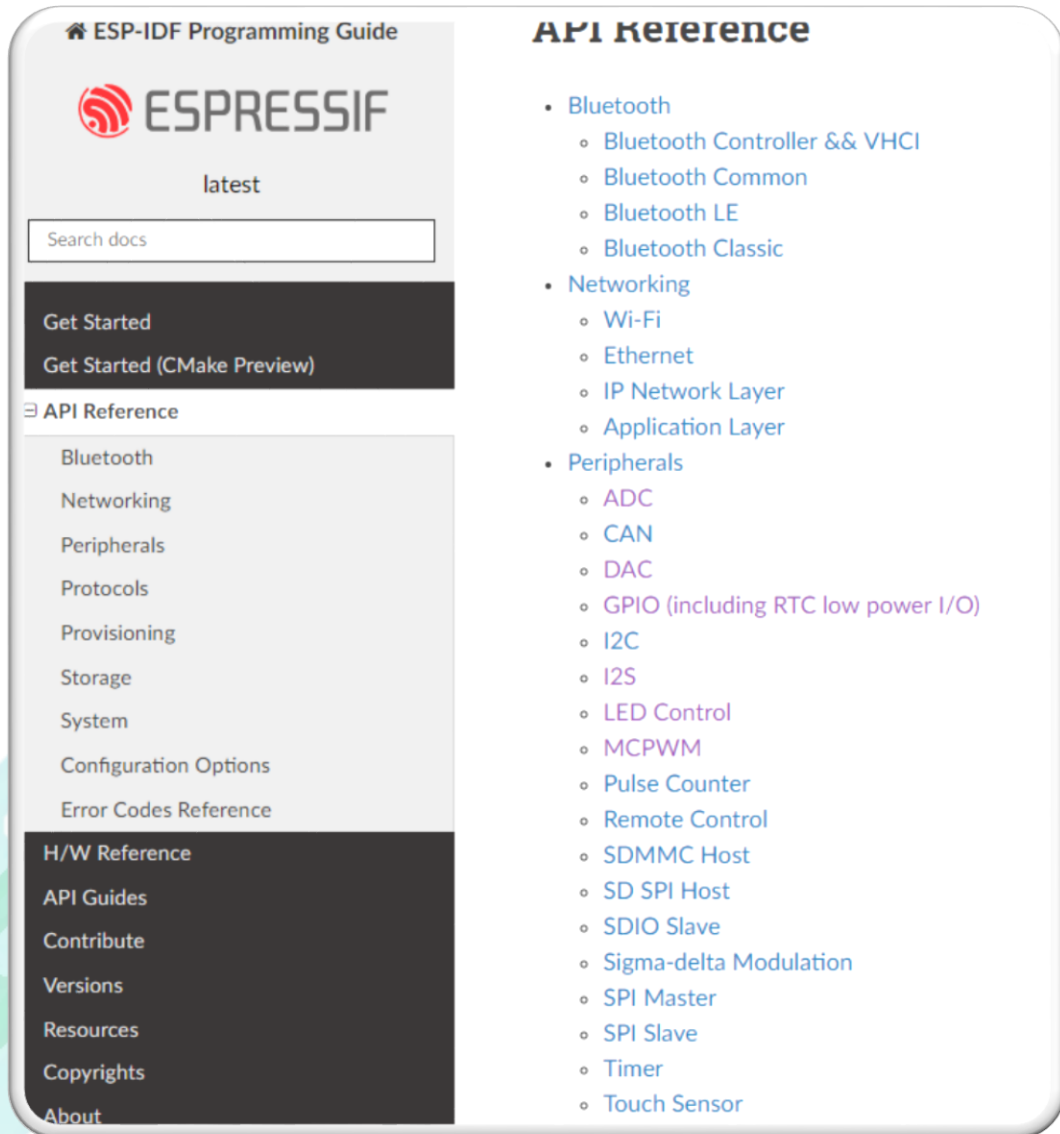 ESP-IDF Programming Guide
ESPRESSIF
latest
Search docs
Get Started
Get Started (CMake Preview)
API Reference
Bluetooth
Networking
Peripherals
Protocols
Provisioning
Storage
System
Configuration Options
Error Codes Reference
H/W Reference
API Guides
Contribute
Versions
Resources
Copyrights
About
API Reference
• Bluetooth
◦ Bluetooth Controller && VHCI
◦ Bluetooth Common
◦ Bluetooth LE
◦ Bluetooth Classic
• Networking
◦ Wi-Fi
◦ Ethernet
◦ IP Network Layer
◦ Application Layer
• Peripherals
◦ ADC
◦ CAN
◦ DAC
◦ GPIO (including RTC low power I/O)
◦ I2C
◦ I2S
◦ LED Control
◦ MCPWM
◦ Pulse Counter
◦ Remote Control
◦ SDMMC Host
◦ SD SPI Host
◦ SDIO Slave
◦ Sigma-delta Modulation
◦ SPI Master
◦ SPI Slave
◦ Timer
◦ Touch Sensor